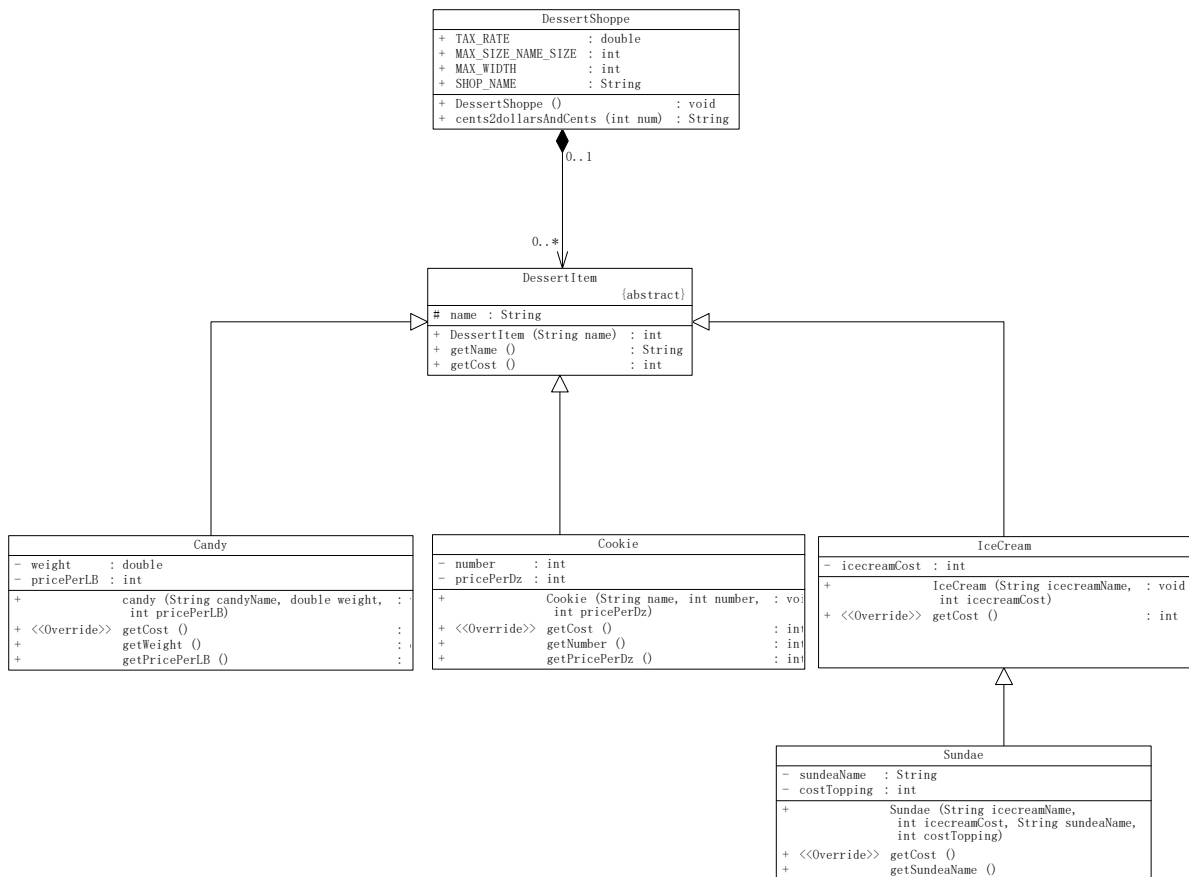 DessertShoppe
+ TAX_RATE : double
+ MAX_SIZE_NAME_SIZE : int
+ MAX_WIDTH : int
+ SHOP_NAME : String
+ DessertShoppe () : void
+ cents2dollarsAndCents (int num) : String
0..1
0..*
DessertItem
{abstract}
# name : String
+ DessertItem (String name) : int
+ getName () : String
+ getCost () : int
Candy
- weight : double
- pricePerLB : int
+ candy (String candyName, double weight, :
int pricePerLB)
+ <<Override>> getCost () :
+ getWeight () :
+ getPricePerLB () :
Cookie
- number : int
- pricePerDz : int
+ Cookie (String name, int number, : voi
int pricePerDz)
+ <<Override>> getCost () : int
+ getNumber () : int
+ getPricePerDz () : int
IceCream
- icecreamCost : int
+ IceCream (String icecreamName, : void
int icecreamCost)
+ <<Override>> getCost () : int
Sundae
- sundeaName : String
- costTopping : int
+ Sundae (String icecreamName,
int icecreamCost, String sundeaName,
int costTopping)
+ <<Override>> getCost ()
+ getSundeaName ()